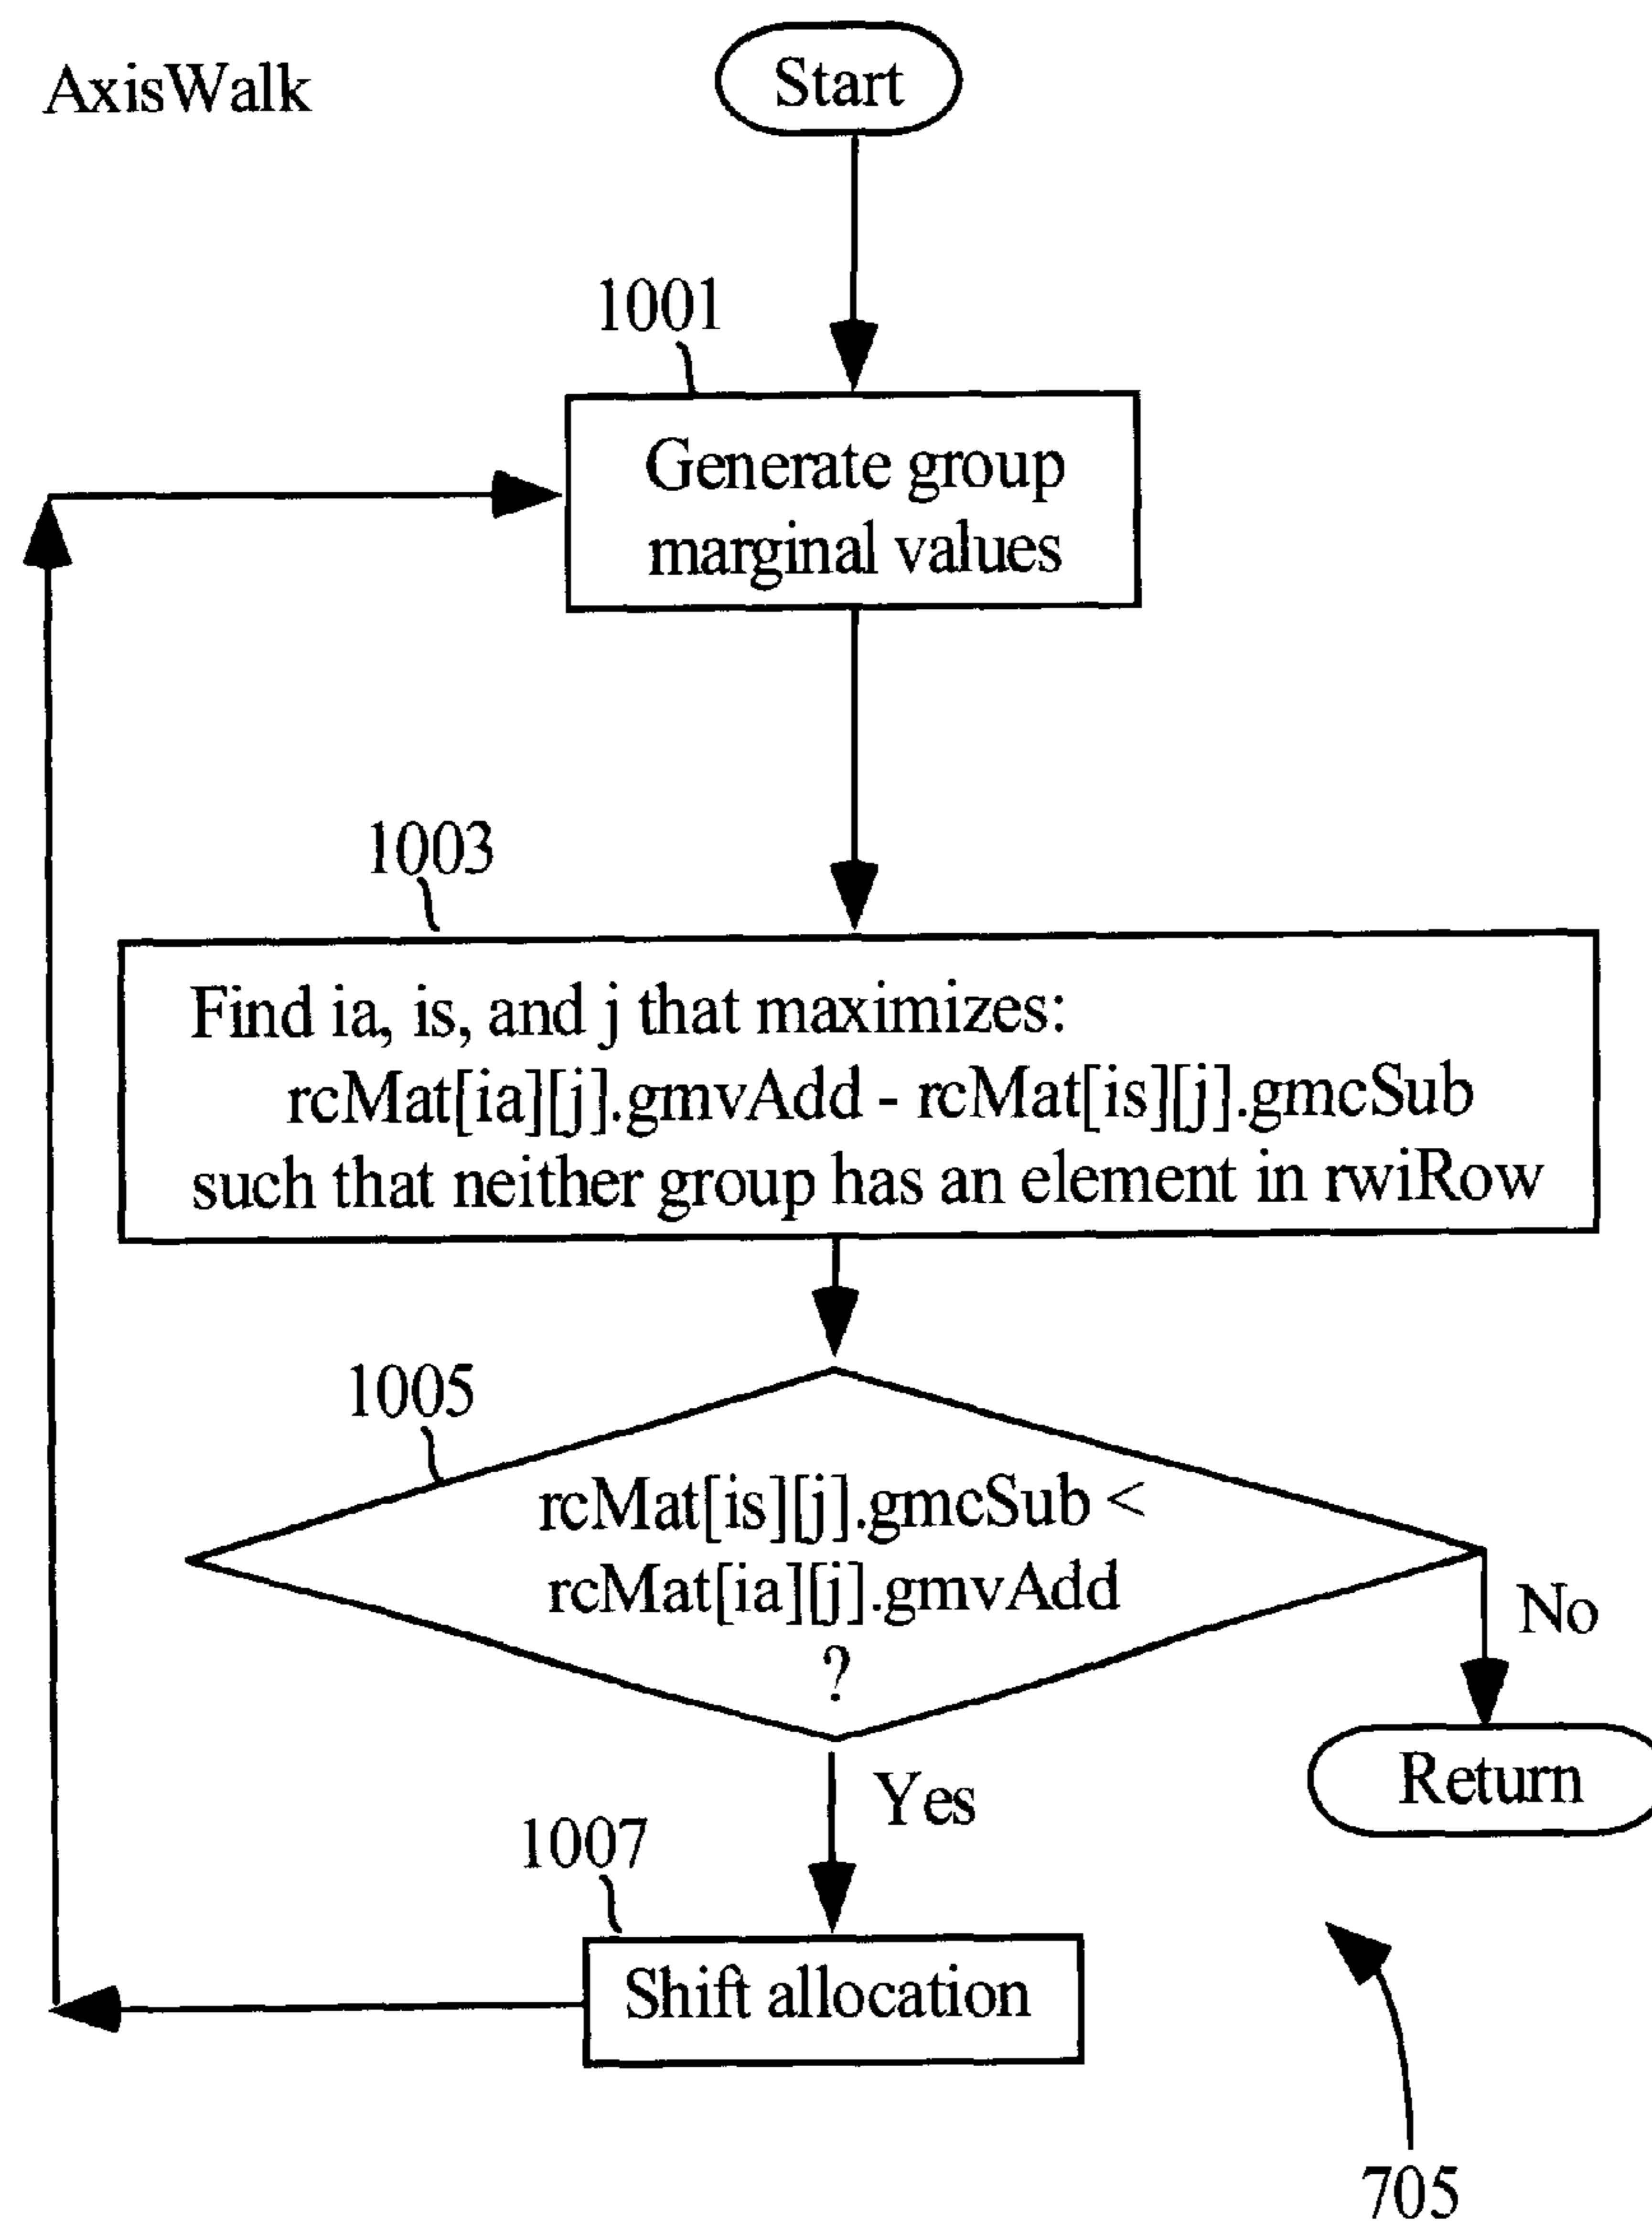 AxisWalk
Start
1001
Generate group
marginal values
1003
Find ia, is, and j that maximizes:
rcMat[ia][j].gmvAdd - rcMat[is][j].gmcSub
such that neither group has an element in rwiRow
1005
rcMat[is][j].gmcSub <
rcMat[ia][j].gmvAdd
?
No
Return
Yes
1007
Shift allocation
705